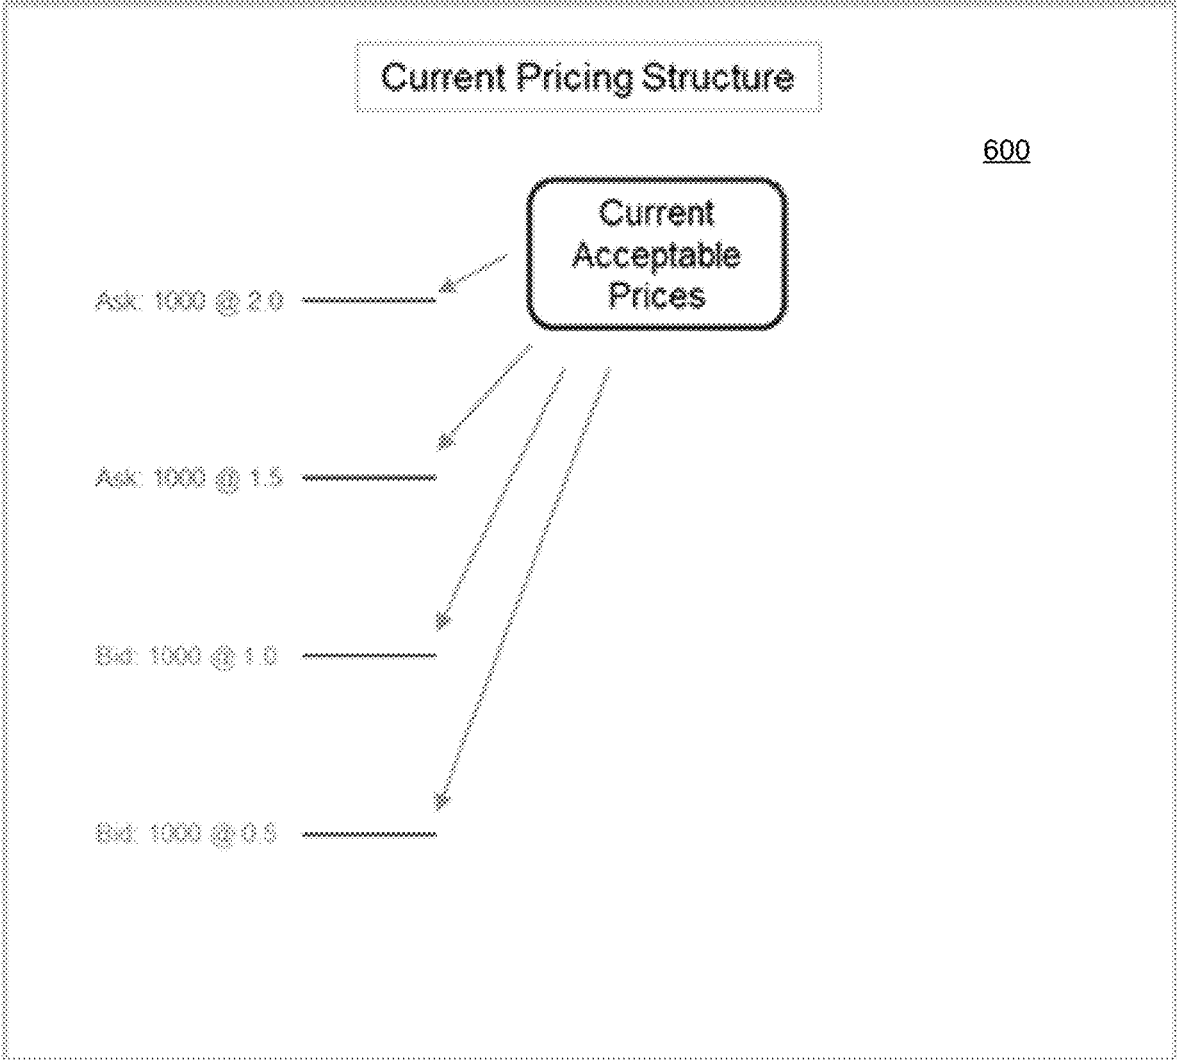 Current Pricing Structure
600
Current
Acceptable
Prices
Ask: 1000 @ 2.0
Ask: 1000 @ 1.5
Bid: 1000 @ 1.0
Bid: 1000 @ 0.5